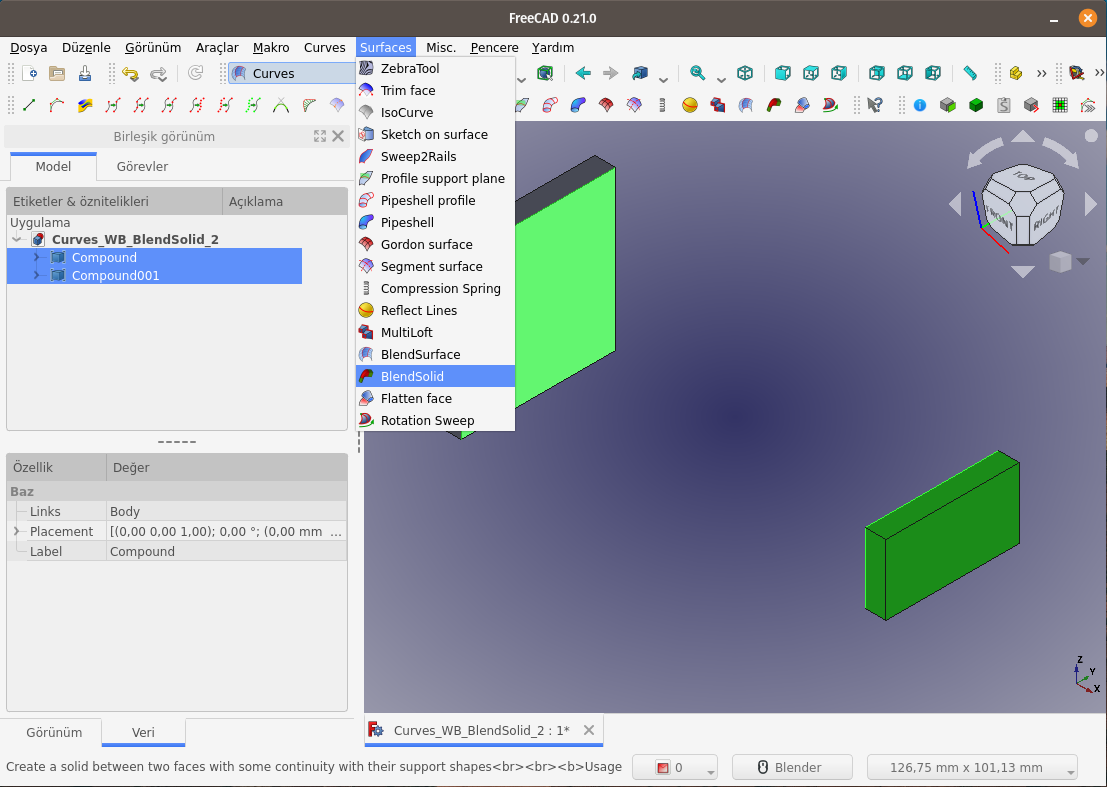 FreeCAD 0.21.0
Dosya Düzenle Görünüm Araçlar Makro Curves Surfaces Misc. Pencere Yardım
Curves
ZebraTool
Trim face
IsoCurve
Sketch on surface
Sweep2Rails
Profile support plane
Pipeshell profile
Pipeshell
Gordon surface
Segment surface
Compression Spring
Reflect Lines
MultiLoft
BlendSurface
BlendSolid
Flatten face
Rotation Sweep
Birleşik görünüm
Model Görevler
Etiketler & öznitelikleri Açıklama
Uygulama
Curves_WB_BlendSolid_2
Compound
Compound001
TOP
FRONT RIGHT
Özellik Değer
Baz
Links Body
Placement [(0,00 0,00 1,00); 0,00 °; (0,00 mm ...
Label Compound
Z
Y
X
Görünüm Veri
Curves_WB_BlendSolid_2 : 1*
Create a solid between two faces with some continuity with their support shapes<br><br><b>Usage 0 Blender 126,75 mm x 101,13 mm